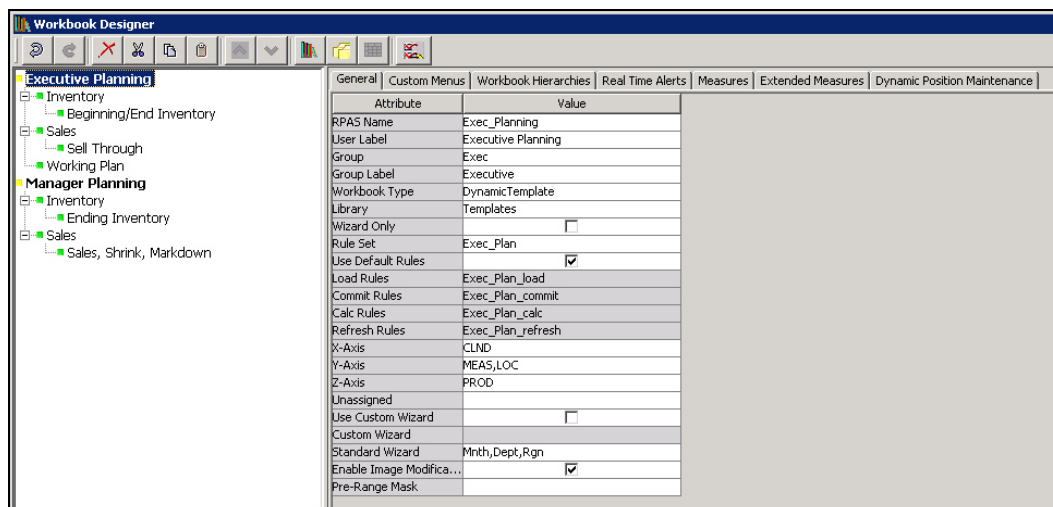 Workbook Designer
Executive Planning
Inventory
Beginning/End Inventory
Sales
Sell Through
Working Plan
Manager Planning
Inventory
Ending Inventory
Sales
Sales, Shrink, Markdown
General Custom Menus Workbook Hierarchies Real Time Alerts Measures Extended Measures Dynamic Position Maintenance
Attribute Value
RPAS Name Exec_Planning
User Label Executive Planning
Group Exec
Group Label Executive
Workbook Type DynamicTemplate
Library Templates
Wizard Only
Rule Set Exec_Plan
Use Default Rules
Load Rules Exec_Plan_load
Commit Rules Exec_Plan_commit
Calc Rules Exec_Plan_calc
Refresh Rules Exec_Plan_refresh
X-Axis CLND
Y-Axis MEAS,LOC
Z-Axis PROD
Unassigned
Use Custom Wizard
Custom Wizard
Standard Wizard Mnth,Dept,Rgn
Enable Image Modifica...
Pre-Range Mask